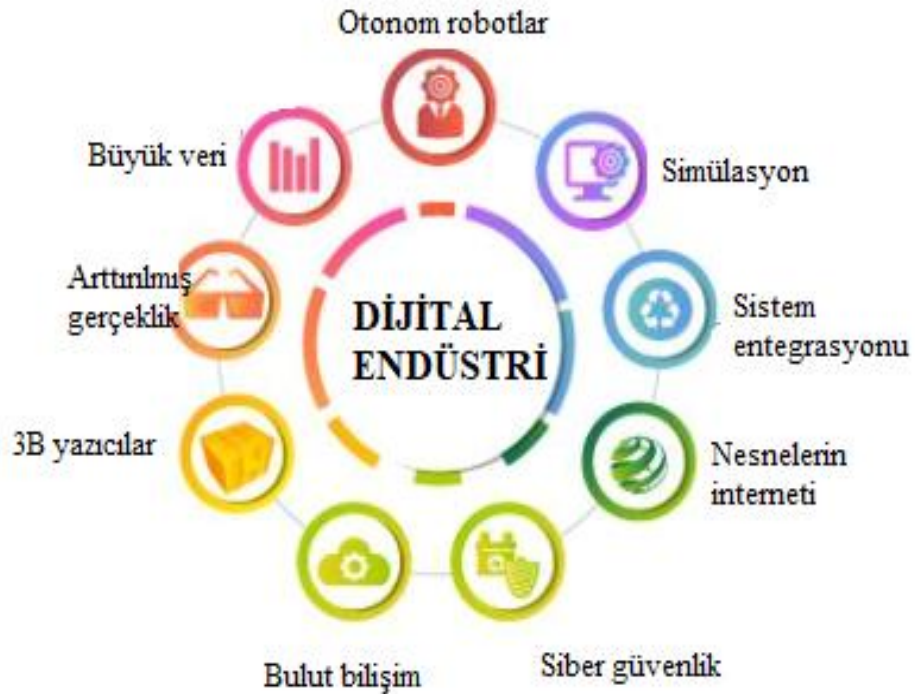 Otonom robotlar
Büyük veri
Simülasyon
Arttırılmış
gerçeklik
DİJİTAL
ENDÜSTRİ
Sistem
entegrasyonu
3B yazıcılar
Nesnelerin
interneti
Bulut bilişim
Siber güvenlik